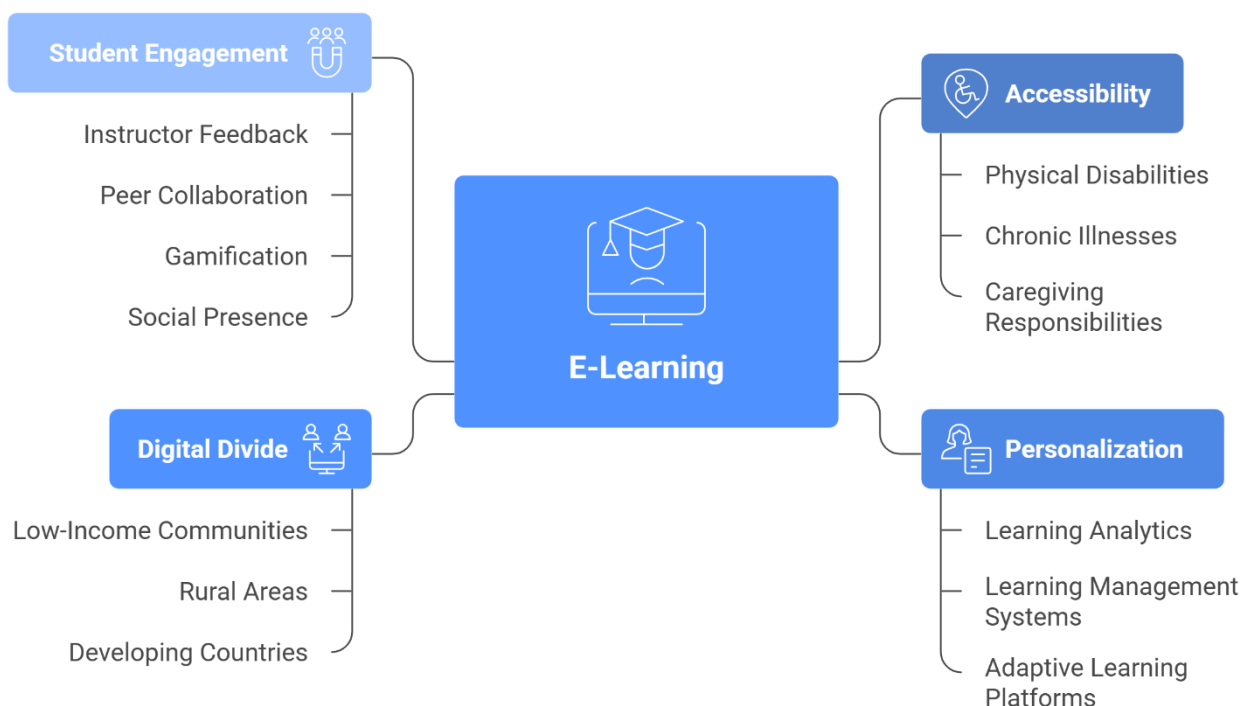 Student Engagement
Instructor Feedback
Peer Collaboration
Gamification
Social Presence
Digital Divide
Low-Income Communities
Rural Areas
Developing Countries
E-Learning
Accessibility
Physical Disabilities
Chronic Illnesses
Caregiving
Responsibilities
Personalization
Learning Analytics
Learning Management
Systems
Adaptive Learning
Platforms